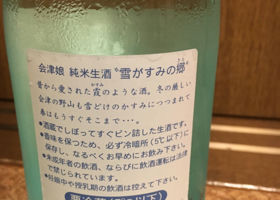 会津娘 純米生酒 “雪がすみの郷”
昔から愛された霞のような酒。冬の厳しい
会津の野山も雪どけのかすみにつつまれて
春はもうすぐそこまで…
●酒蔵でしぼってすぐビン詰した生酒です。
●香味を保つため、必ず冷暗所(5℃以下)に
保存し、なるべくお早めにお飲み下さい。
●未成年者の飲酒、ならびに飲酒運転は法律
で禁じられています。
●妊娠中や授乳期の飲酒は控えて下さい。